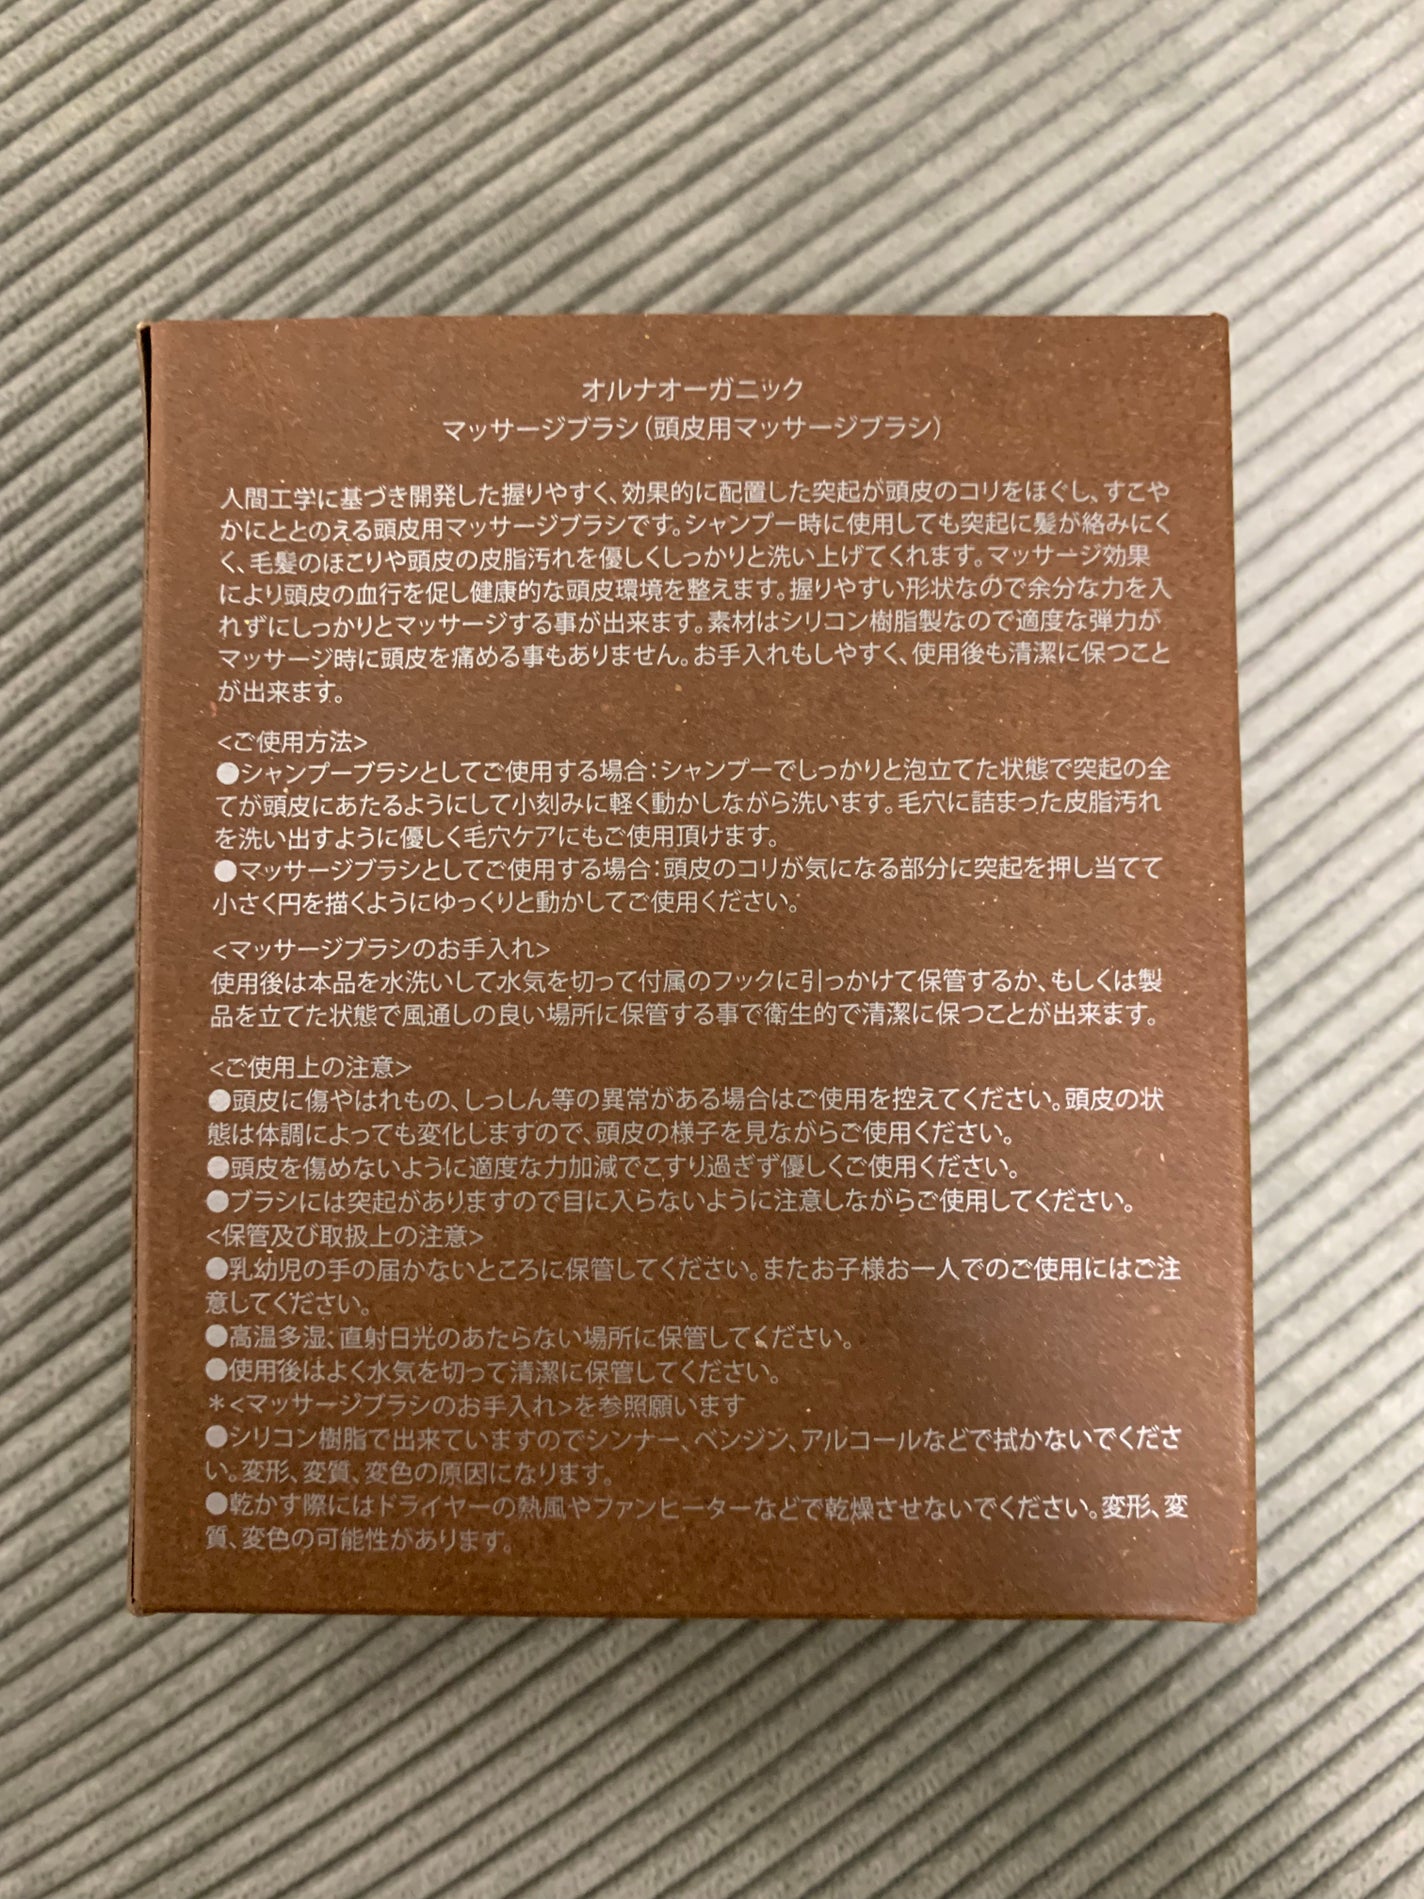 オルナオーガニック
マッサージブラシ（頭皮用マッサージブラシ）
人間工学に基づき開発した握りやすく、効果的に配置した突起が頭皮のコリをほぐし、すこや
かにととのえる頭皮用マッサージブラシです。シャンプー時に使用しても突起に髪が絡みにく
く、毛髪のほこりや頭皮の皮脂汚れを優しくしっかりと洗い上げてくれます。マッサージ効果
により頭皮の血行を促し健康的な頭皮環境を整えます。握りやすい形状なので余分な力を入
れずにしっかりとマッサージする事が出来ます。素材はシリコン樹脂製なので適度な弾力が
マッサージ時に頭皮を痛める事もありません。お手入れもしやすく、使用後も清潔に保つこと
が出来ます。
<ご使用方法>
●シャンプーブラシとしてご使用する場合：シャンプーでしっかりと泡立てた状態で突起の全
てが頭皮にあたるようにして小刻みに軽く動かしながら洗います。毛穴に詰まった皮脂汚れ
を洗い出すように優しく毛穴ケアにもご使用頂けます。
●マッサージブラシとしてご使用する場合：頭皮のコリが気になる部分に突起を押し当てて
小さく円を描くようにゆっくりと動かしてご使用ください。
<マッサージブラシのお手入れ>
使用後は本品を水洗いして水気を切って付属のフックに引っかけて保管するか、もしくは製
品を立てた状態で風通しの良い場所に保管する事で衛生的で清潔に保つことが出来ます。
<ご使用上の注意>
●頭皮に傷やはれもの、しっしん等の異常がある場合はご使用を控えてください。頭皮の状
態は体調によっても変化しますので、頭皮の様子を見ながらご使用ください。
●頭皮を傷めないように適度な力加減でこすり過ぎず優しくご使用ください。
●ブラシには突起がありますので目に入らないように注意しながらご使用してください。
<保管及び取扱上の注意>
●乳幼児の手の届かないところに保管してください。またお子様お一人でのご使用にはご注
意してください。
●高温多湿、直射日光のあたらない場所に保管してください。
●使用後はよく水気を切って清潔に保管してください。
＊<マッサージブラシのお手入れ>を参照願います
●シリコン樹脂で出来ていますのでシンナー、ベンジン、アルコールなどで拭かないでくださ
い。変形、変質、変色の原因になります。
●乾かす際にはドライヤーの熱風やファンヒーターなどで乾燥させないでください。変形、変
質、変色の可能性があります。